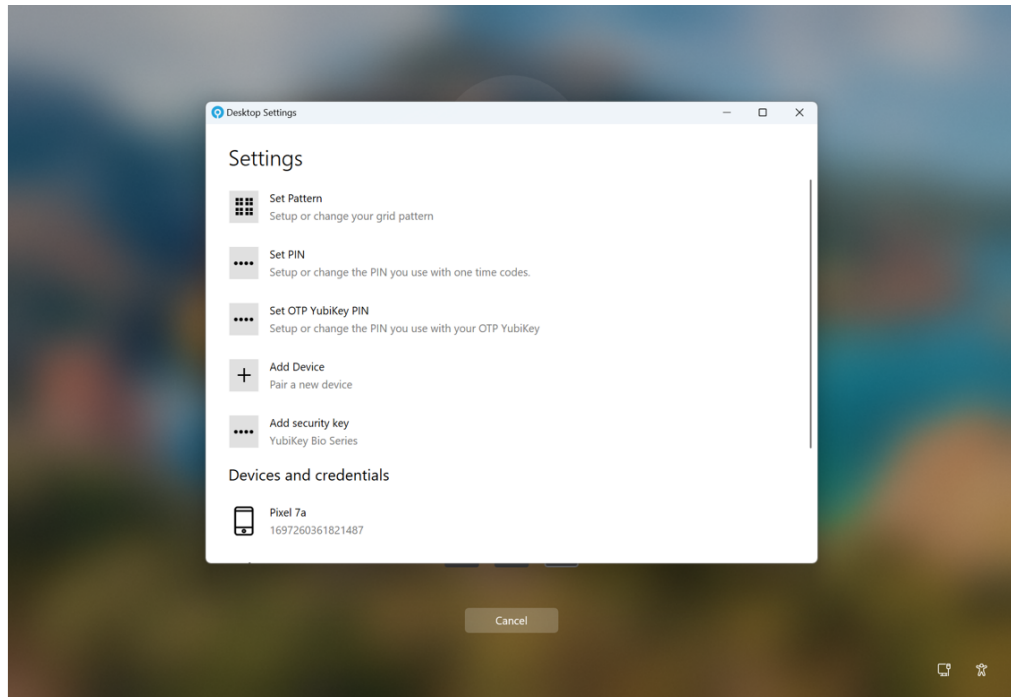 Desktop Settings
Settings
Set Pattern
Setup or change your grid pattern
Set PIN
Setup or change the PIN you use with one time codes.
Set OTP YubiKey PIN
Setup or change the PIN you use with your OTP YubiKey
Add Device
Pair a new device
Add security key
YubiKey Bio Series
Devices and credentials
Pixel 7a
1697260361821487
Cancel